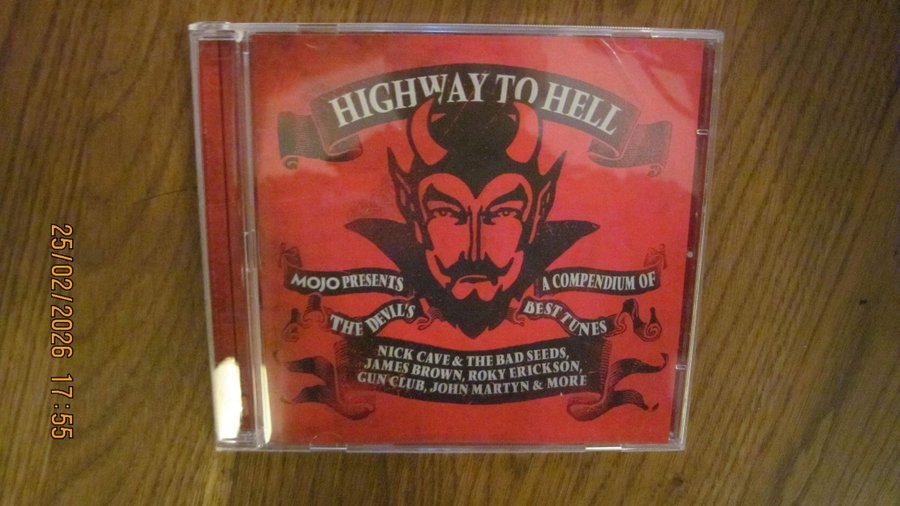 HIGHWAY TO HELL
MOJO PRESENTS
A COMPENDIUM OF
THE DEVIL'S
BEST TUNES
NICK CAVE & THE BAD SEEDS,
JAMES BROWN, ROKY ERICKSON,
GUN CLUB, JOHN MARTYN & MORE
25/02/2026 17:55